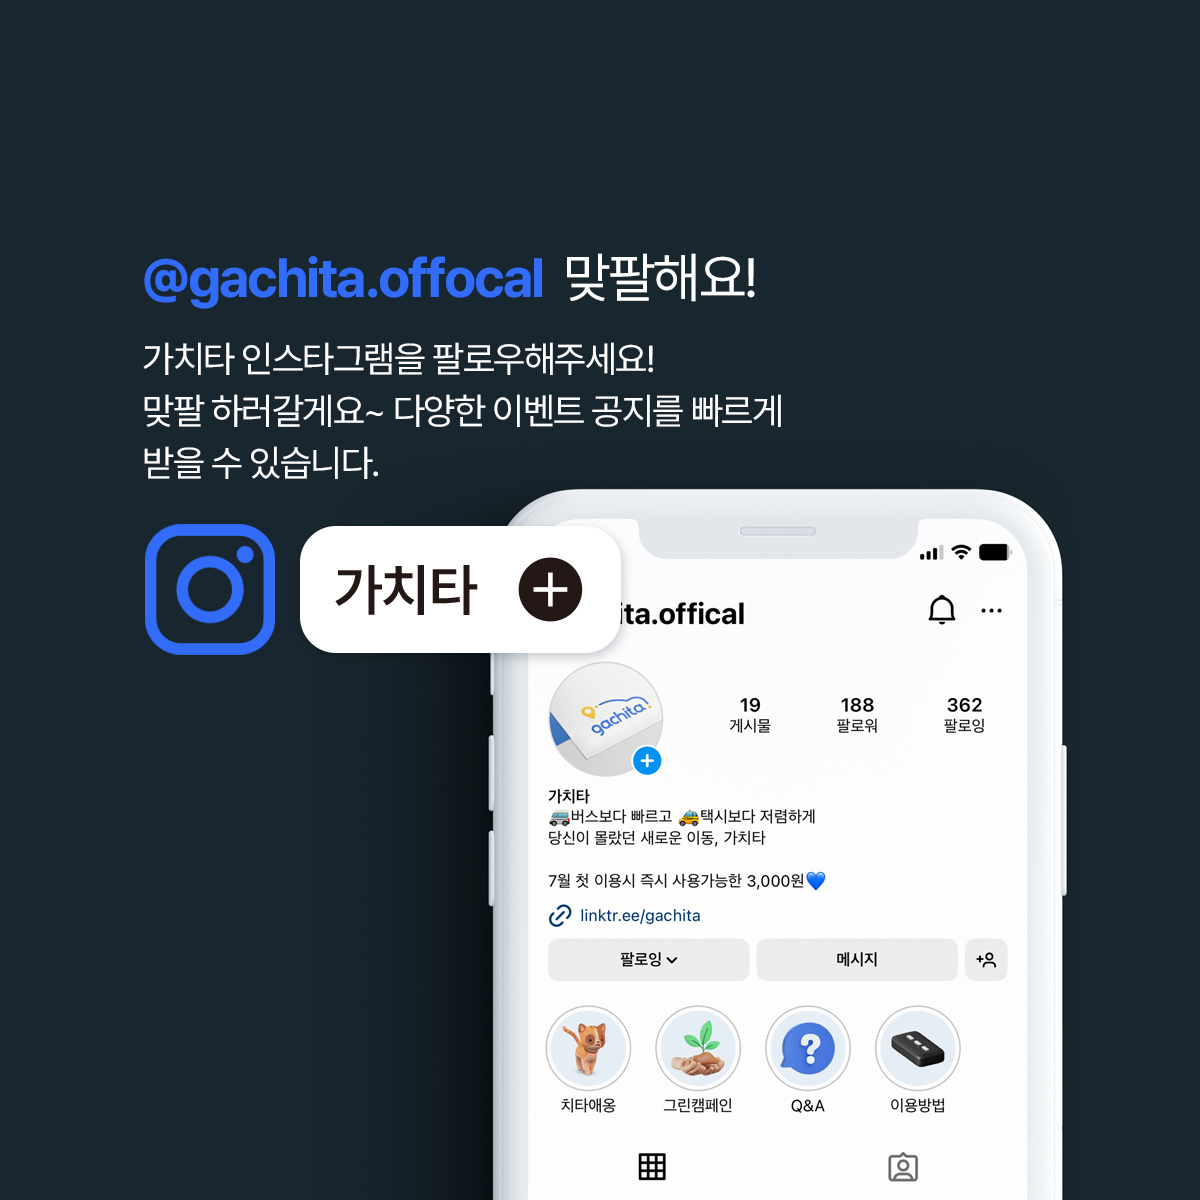 @gachita.offocal 맞팔해요!
가치타 인스타그램을 팔로우해주세요!
맞팔 하러갈게요~ 다양한 이벤트 공지를 빠르게
받을 수 있습니다.
가치타
ita.offical
gachita
19
게시물
188
팔로워
362
팔로잉
가치타
버스보다 빠르고 택시보다 저렴하게
당신이 몰랐던 새로운 이동, 가치타
7월 첫 이용시 즉시 사용가능한 3,000원💙
linktr.ee/gachita
팔로잉
메시지
치타애옹
그린캠페인
Q&A
이용방법